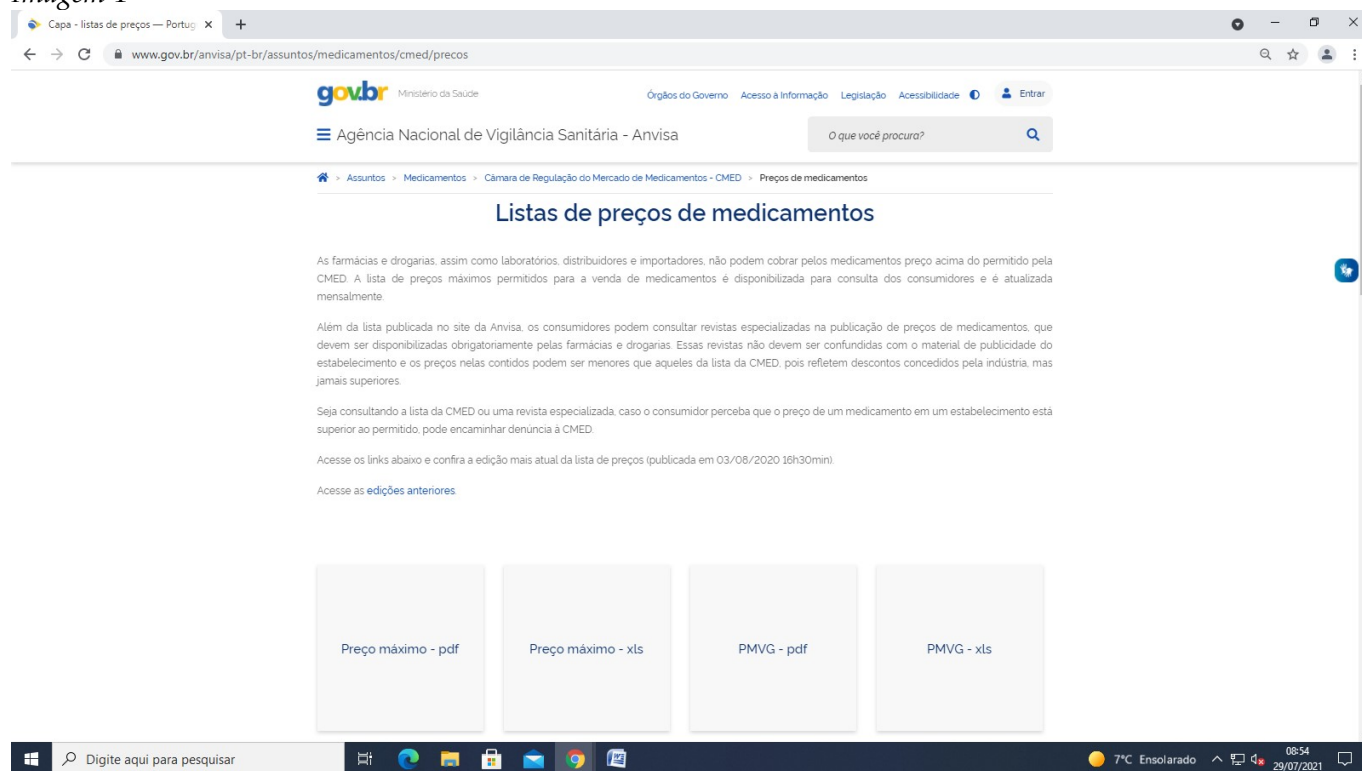 Imagem 1
Capa - listas de preços — Portug
www.gov.br/anvisa/pt-br/assuntos/medicamentos/cmed/precos
gov.br Ministério da Saúde Órgãos do Governo Acesso à Informação Legislação Acessibilidade Entrar
Agência Nacional de Vigilância Sanitária - Anvisa O que você procura?
> Assuntos > Medicamentos > Câmara de Regulação do Mercado de Medicamentos - CMED > Preços de medicamentos
Listas de preços de medicamentos
As farmácias e drogarias, assim como laboratórios, distribuidores e importadores, não podem cobrar pelos medicamentos preço acima do permitido pela
CMED. A lista de preços máximos permitidos para a venda de medicamentos é disponibilizada para consulta dos consumidores e é atualizada
mensalmente.
Além da lista publicada no site da Anvisa, os consumidores podem consultar revistas especializadas na publicação de preços de medicamentos, que
devem ser disponibilizadas obrigatoriamente pelas farmácias e drogarias. Essas revistas não devem ser confundidas com o material de publicidade do
estabelecimento e os preços nelas contidos podem ser menores que aqueles da lista da CMED, pois refletem descontos concedidos pela indústria, mas
jamais superiores.
Seja consultando a lista da CMED ou uma revista especializada, caso o consumidor perceba que o preço de um medicamento em um estabelecimento está
superior ao permitido, pode encaminhar denúncia à CMED.
Acesse os links abaixo e confira a edição mais atual da lista de preços (publicada em 03/08/2020 16h30min).
Acesse as edições anteriores.
Preço máximo - pdf Preço máximo - xls PMVG - pdf PMVG - xls
Digite aqui para pesquisar 7°C Ensolarado 08:54
29/07/2021